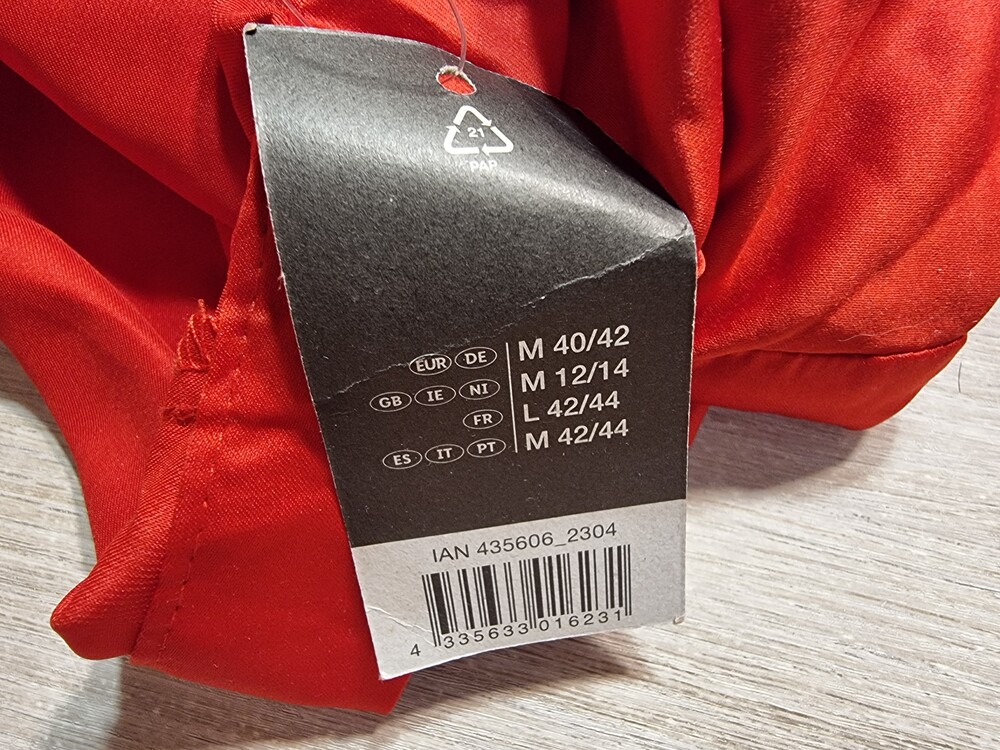 21
PAP
EUR DE M 40/42
GB IE NI M 12/14
FR L 42/44
ES IT PT M 42/44
IAN 435606_2304
4 335633 016231